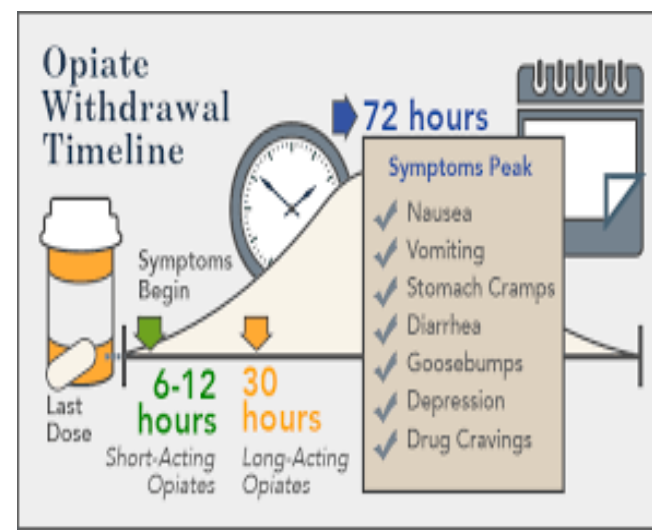 Opiate
Withdrawal
Timeline
72 hours
Symptoms Peak
Nausea
Vomiting
Stomach Cramps
Diarrhea
Goosebumps
Depression
Drug Cravings
Symptoms
Begin
Last
Dose
6-12
hours
Short-Acting
Opiates
30
hours
Long-Acting
Opiates